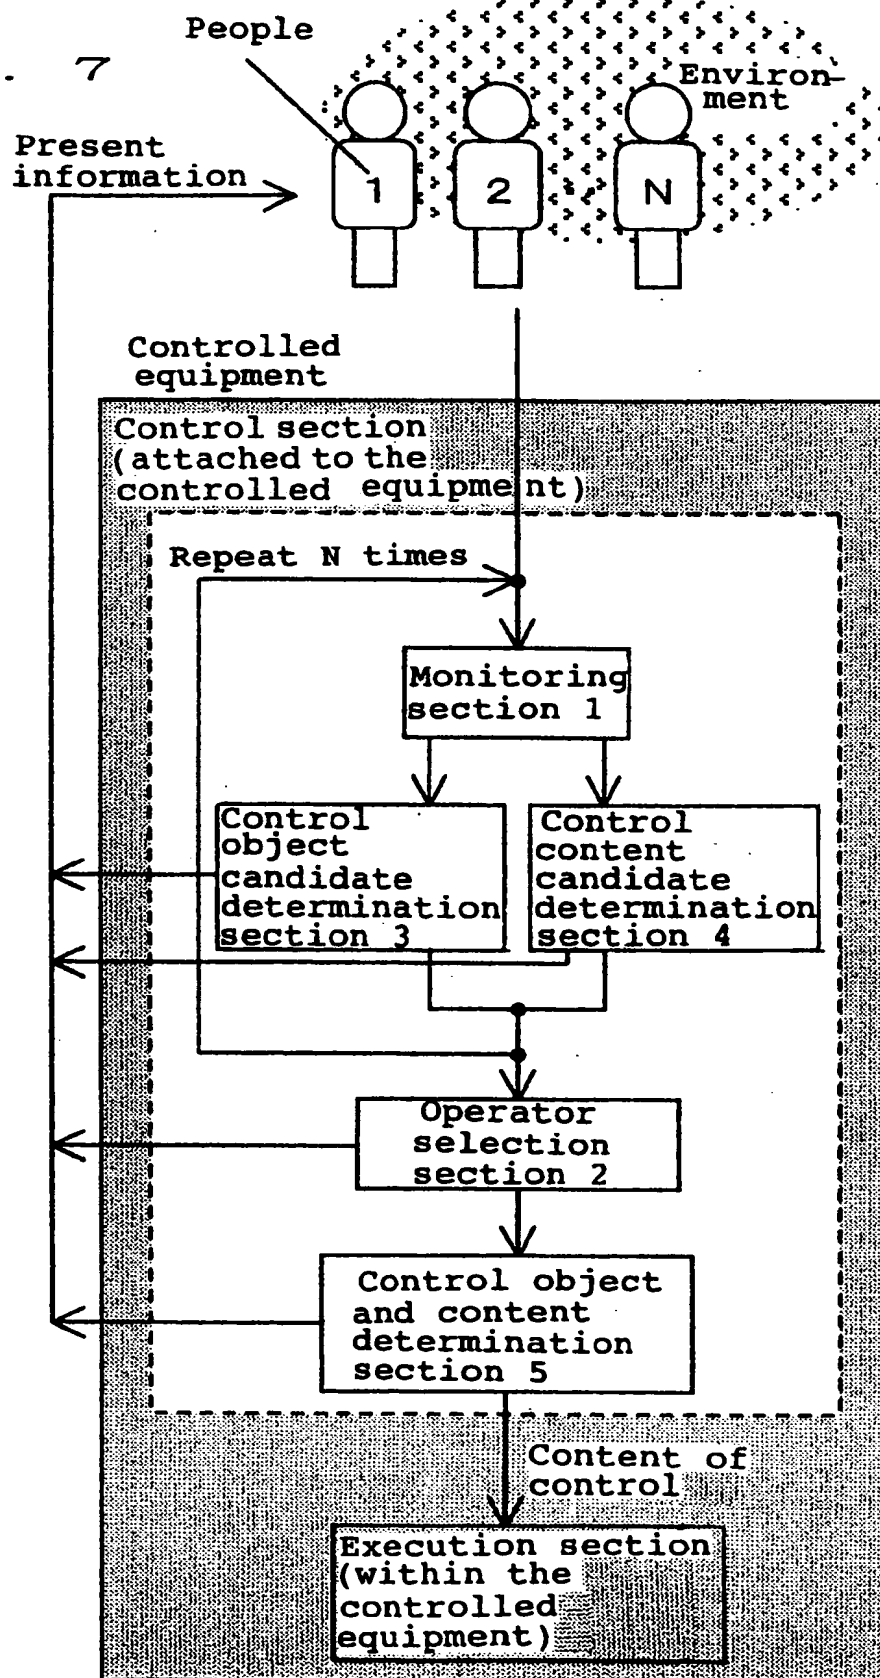 People
7
Environ-
ment
Present
information
1
2
N
Controlled
equipment
Control section
(attached to the
controlled equipment)
Repeat N times
Monitoring
section 1
Control
object
candidate
determination
section 3
Control
content
candidate
determination
section 4
Operator
selection
section 2
Control object
and content
determination
section 5
Content of
control
Execution section
(within the
controlled
equipment)